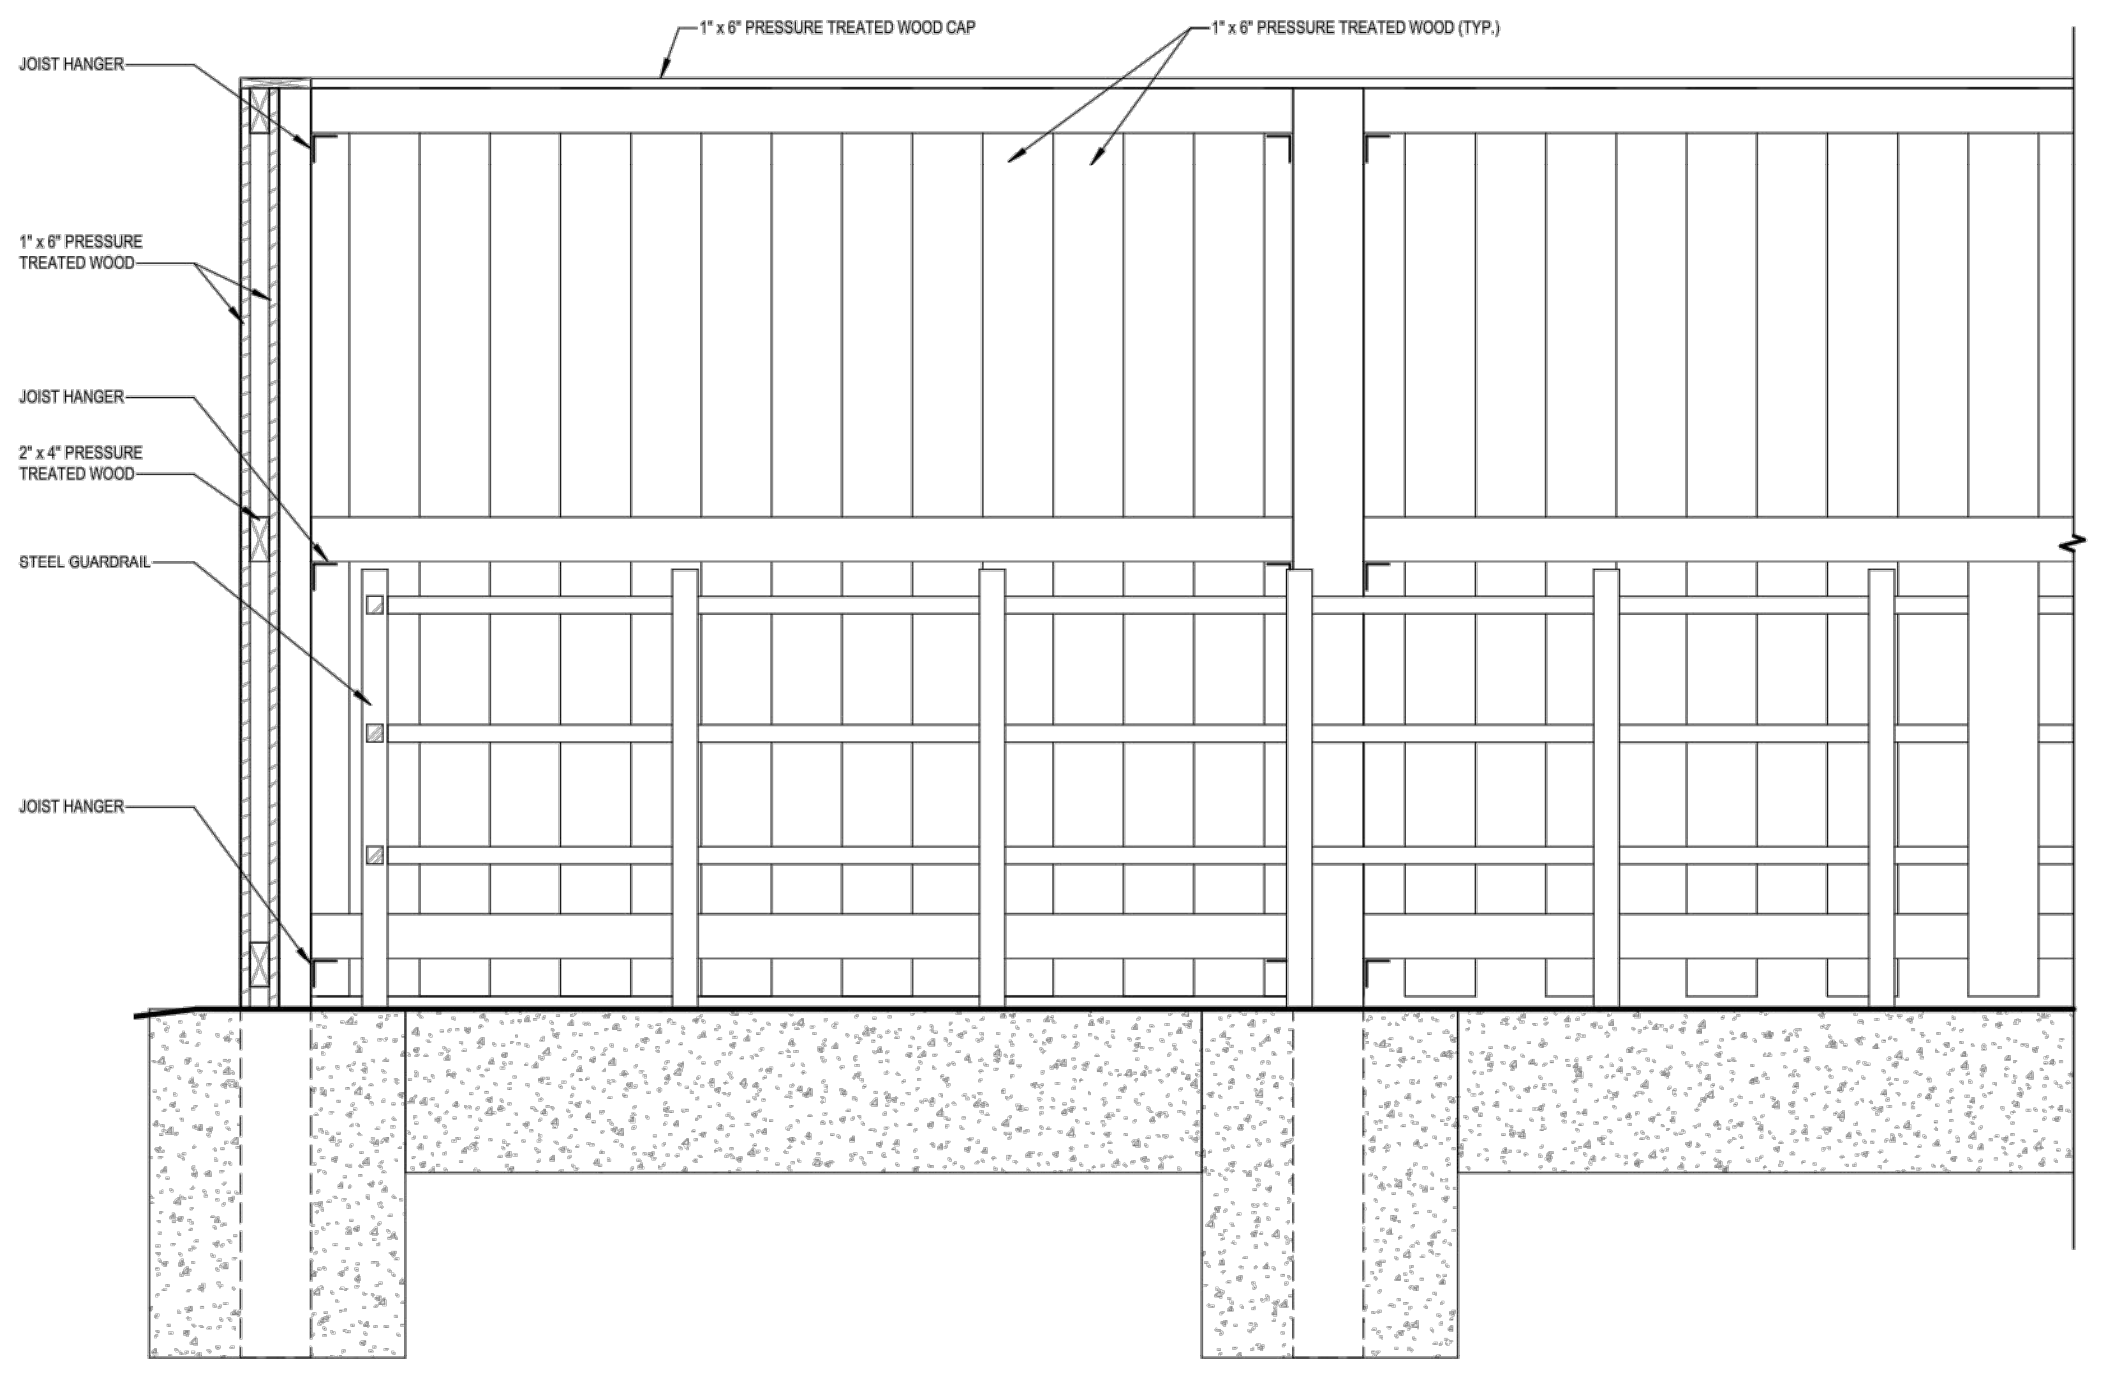 1" x 6" PRESSURE TREATED WOOD CAP
1" x 6" PRESSURE TREATED WOOD (TYP.)
JOIST HANGER
1" x 6" PRESSURE
TREATED WOOD
JOIST HANGER
2" x 4" PRESSURE
TREATED WOOD
STEEL GUARDRAIL
JOIST HANGER